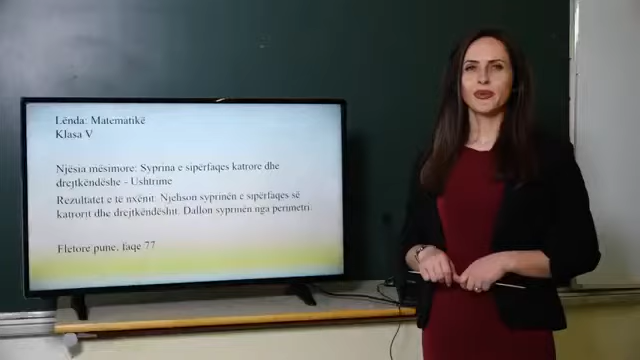 Lënda: Matematikë
Klasa V
Njësia mësimore: Syprina e sipërfaqes katrore dhe
drejtkëndëshe - Ushtrime
Rezultatet e të nxënit: Njehson syprinën e sipërfaqes së
katrorit dhe drejtkëndëshit. Dallon syprinën nga perimetri.
Fletore pune, faqe 77